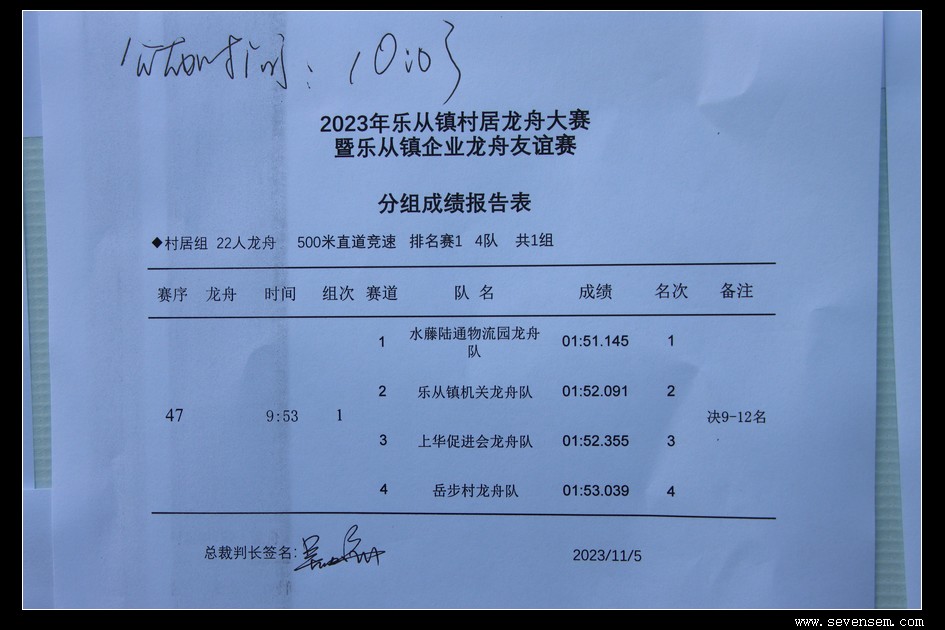 公布时间：10:03
2023年乐从镇村居龙舟大赛
暨乐从镇企业龙舟友谊赛
分组成绩报告表
◆村居组 22人龙舟 500米直道竞速 排名赛1 4队 共1组
赛序 龙舟 时间 组次 赛道 队 名 成绩 名次 备注
1 水藤陆通物流园龙舟队 01:51.145 1
2 乐从镇机关龙舟队 01:52.091 2
47 9:53 1 决9-12名
3 上华促进会龙舟队 01:52.355 3
4 岳步村龙舟队 01:53.039 4
总裁判长签名:
2023/11/5
www.sevensem.com